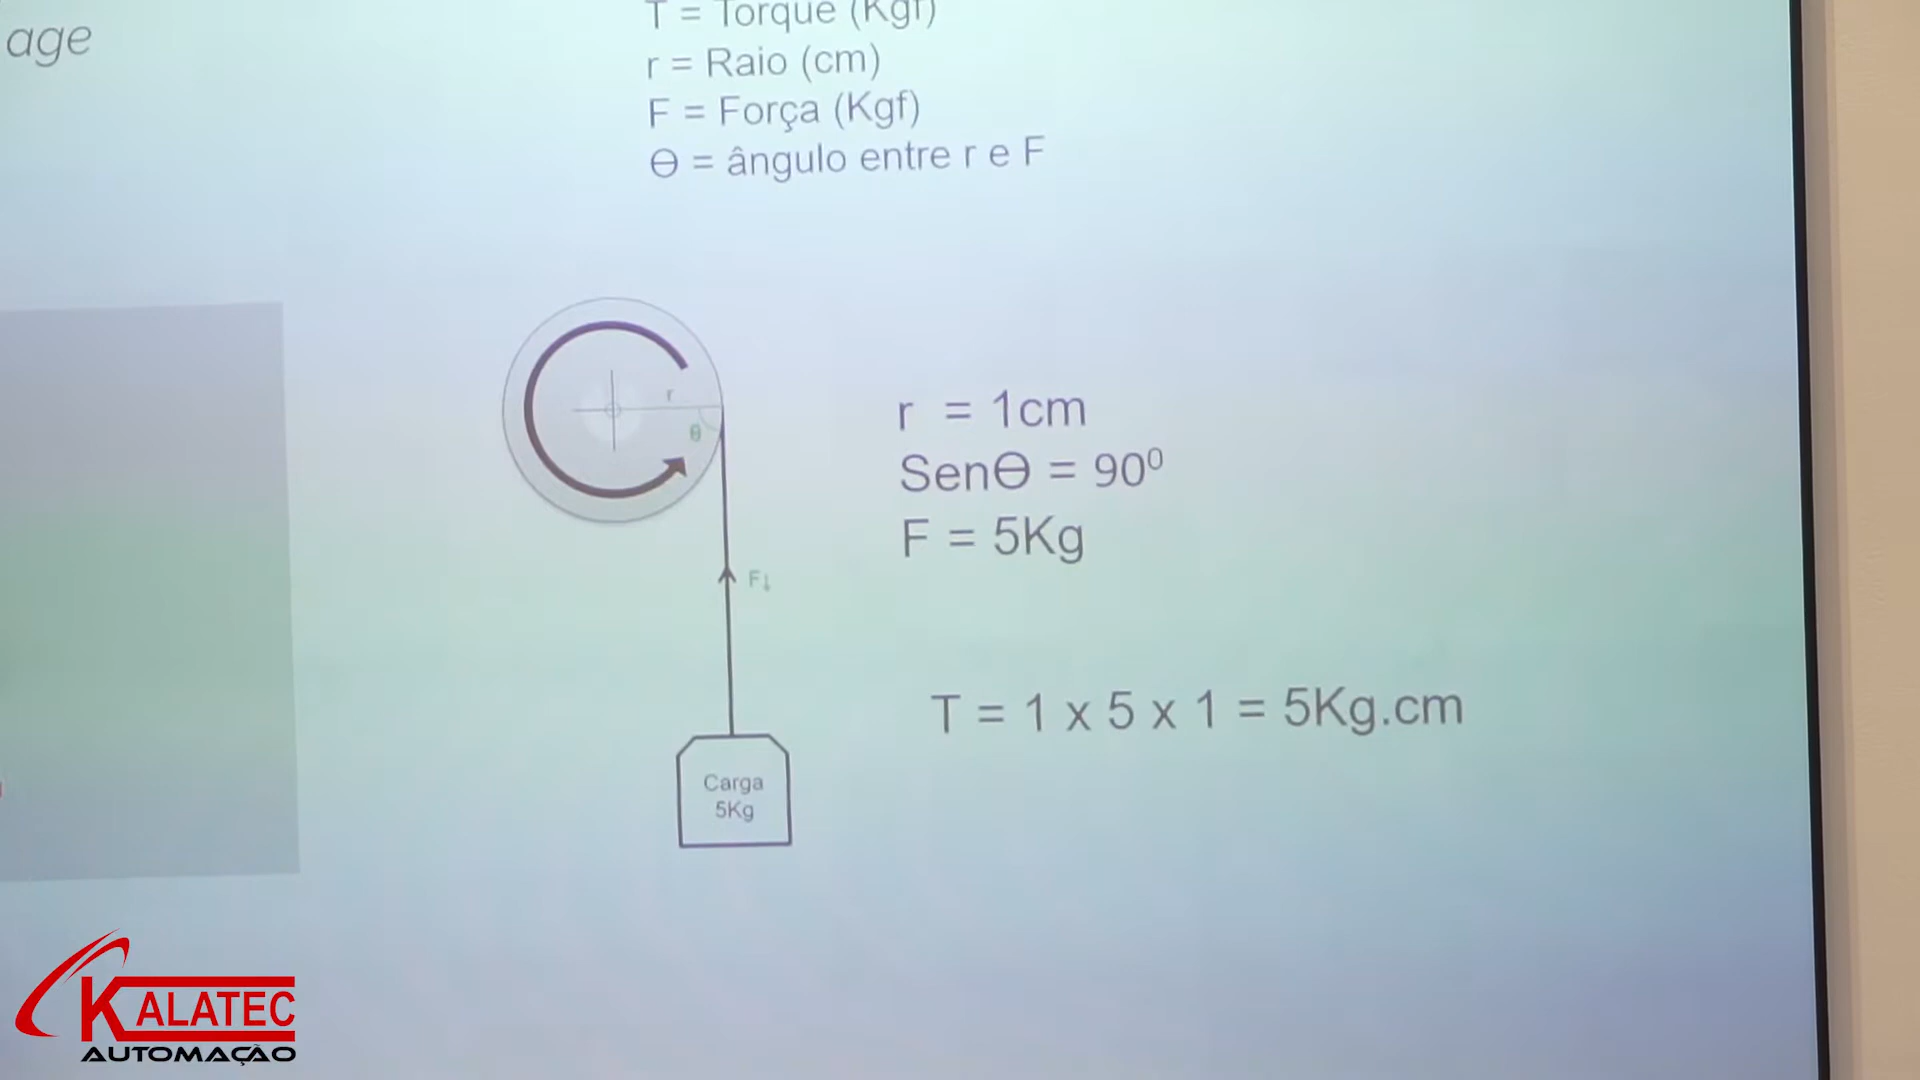 age
T = Torque (Kgf)
r = Raio (cm)
F = Força (Kgf)
Ɵ = ângulo entre r e F
r
θ
r = 1cm
SenƟ = 90⁰
F = 5Kg
F↓
T = 1 x 5 x 1 = 5Kg.cm
Carga
5Kg
KALATEC
AUTOMAÇÃO